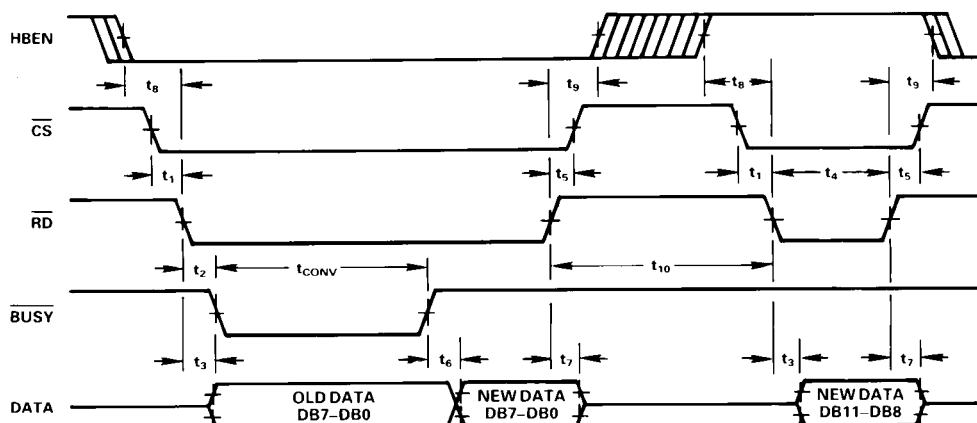 HBEN
t8
t9
t8
t9
CS
t1
t5
t1
t4
t5
RD
t2
tCONV
t10
BUSY
t3
t6
t7
t3
t7
DATA
OLD DATA
DB7–DB0
NEW DATA
DB7–DB0
NEW DATA
DB11–DB8